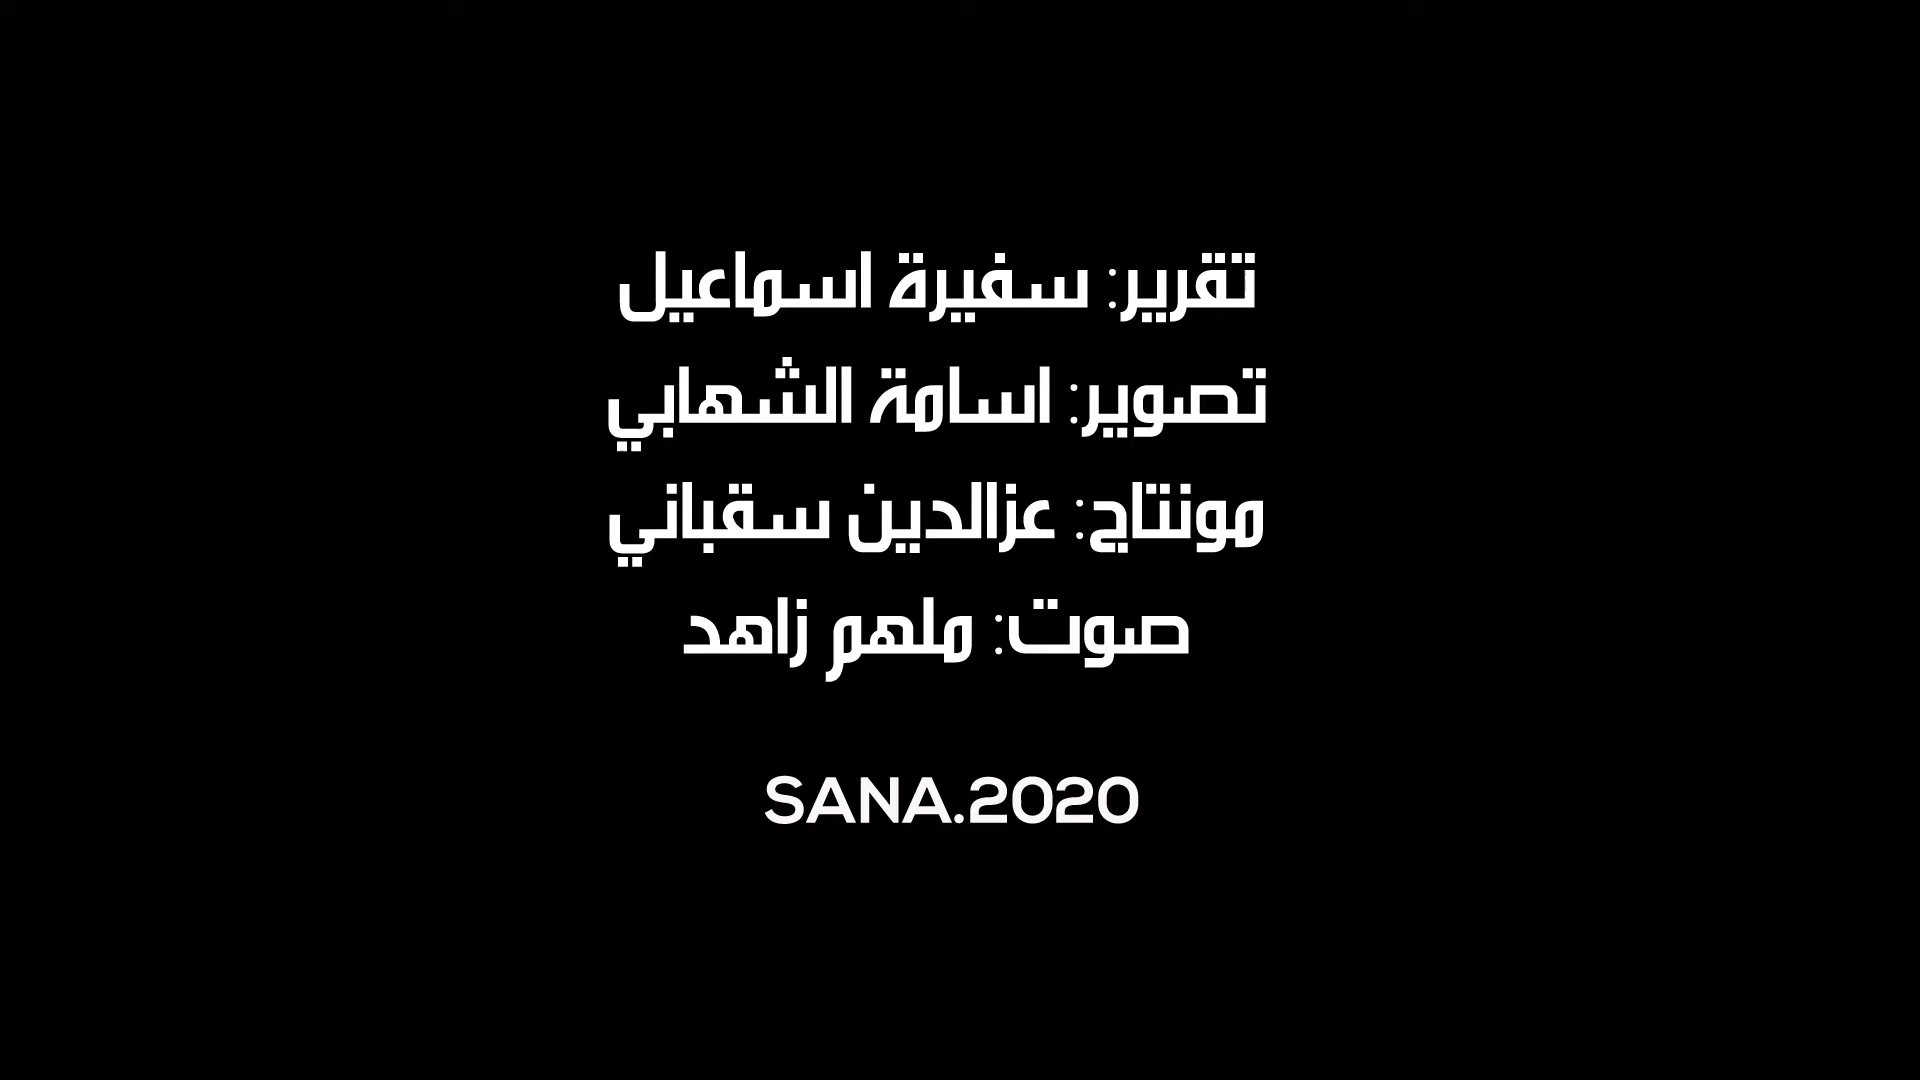 تقرير: سفيرة اسماعيل
تصوير: اسامة الشهابي
مونتاج: عزالدين سقباني
صوت: ملهم زاهد
SANA.2020